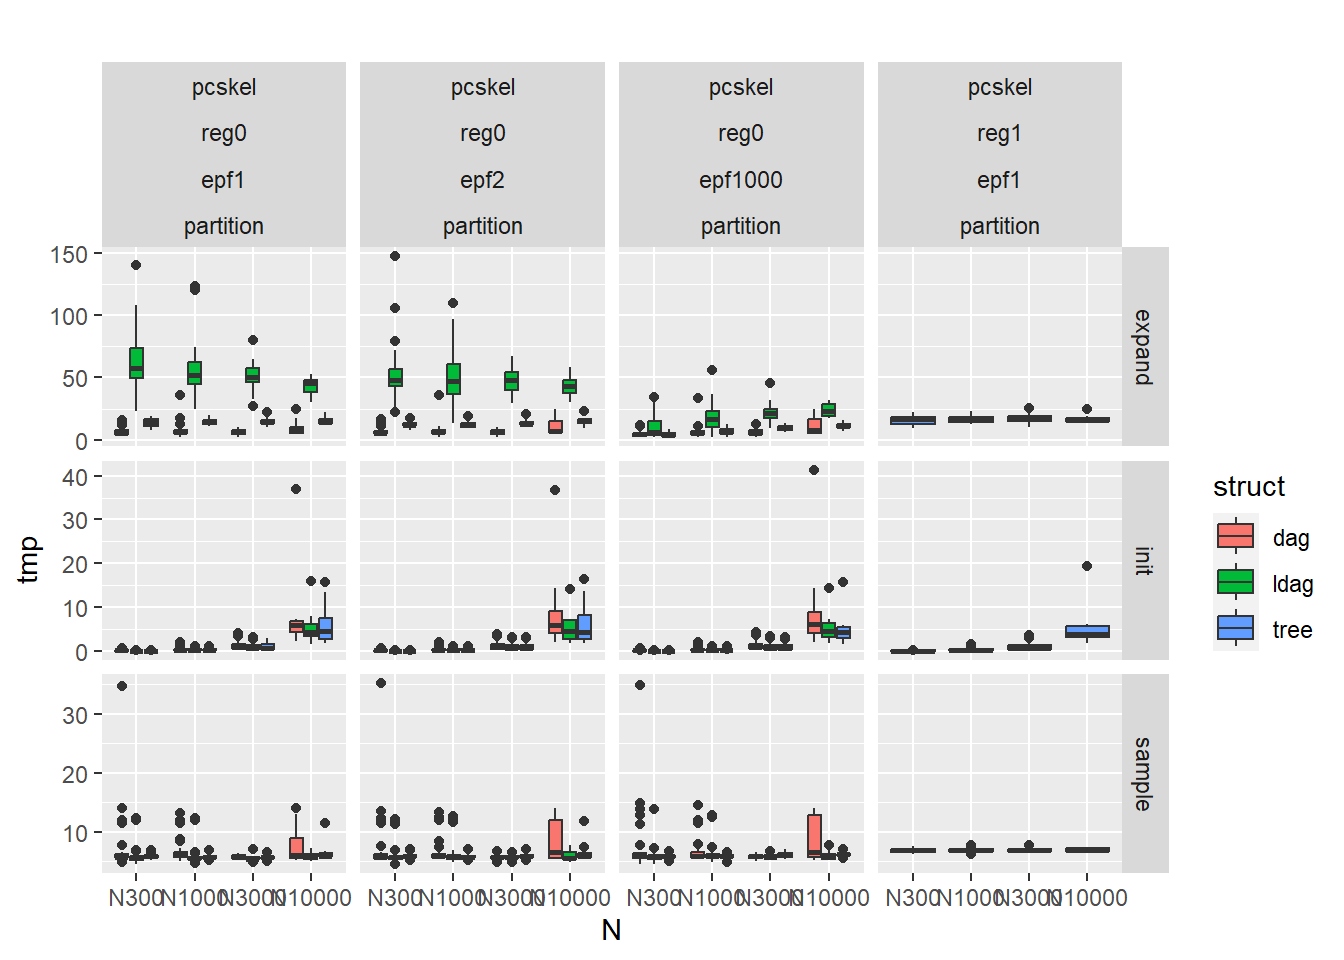 pcskel pcskel pcskel pcskel
reg0 reg0 reg0 reg1
epf1 epf2 epf1000 epf1
partition partition partition partition
150
100
50
0
expand
40
30
20
10
0
init
30
20
10
sample
tmp
N300 N1000 N3000 N10000 N300 N1000 N3000 N10000 N300 N1000 N3000 N10000 N300 N1000 N3000 N10000
N
struct
dag
ldag
tree